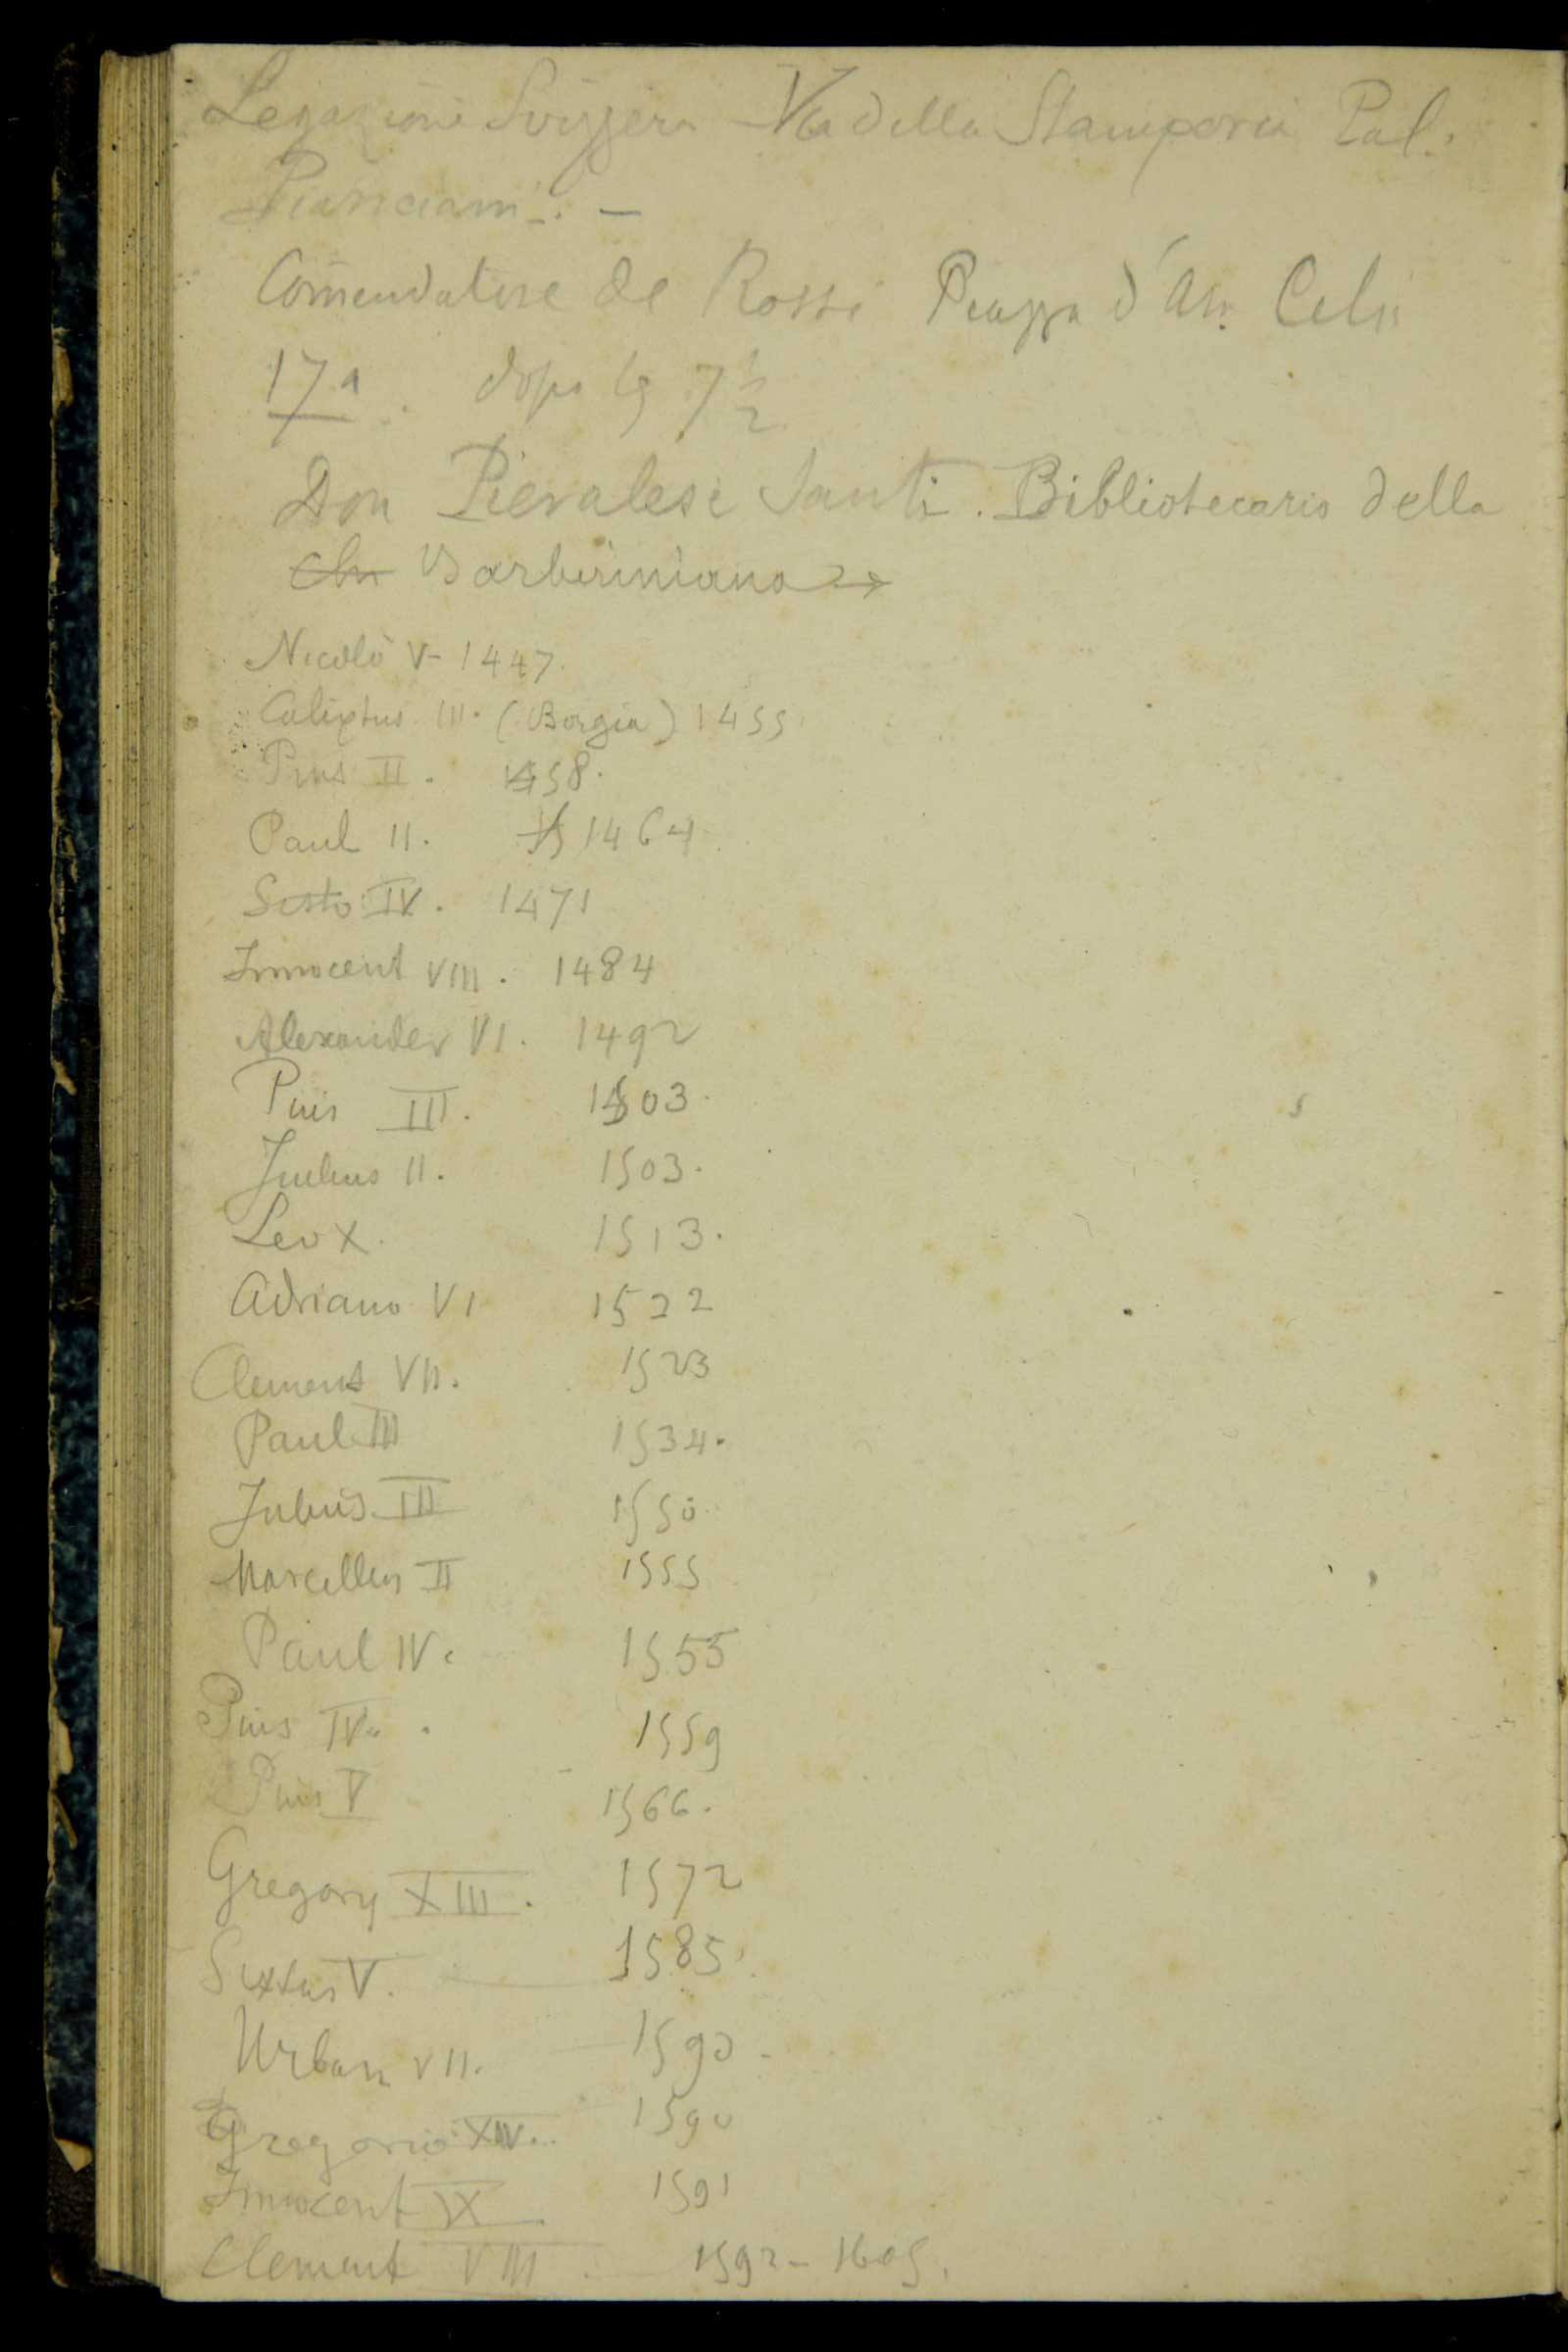 Legazione Svizzera Via della Stamperia Pal.
Pianciani. –
Comendatore de Rossi Piazza d'Ara Celi
17a. dopo le 7 1/2
Don Pieralesi Santi. Bibliotecario della
Barberiniana
Nicolò V – 1447.
Calixtus III. (Borgia) 1455
Pius II. 1458.
Paul II. 1464
Sisto IV. 1471
Innocent VIII. 1484
Alexander VI. 1492
Pius III. 1503.
Julius II. 1503.
Leo X. 1513.
Adriano VI 1522
Clement VII. 1523
Paul III 1534.
Julius III 1550
Marcellus II 1555
Paul IV. 1555
Pius IV. 1559
Pius V 1566.
Gregory XIII. 1572
Sixtus V. 1585.
Urban VII. 1590.
Gregorio XIV. 1590
Innocent IX. 1591
Clement VIII. 1592 – 1605.